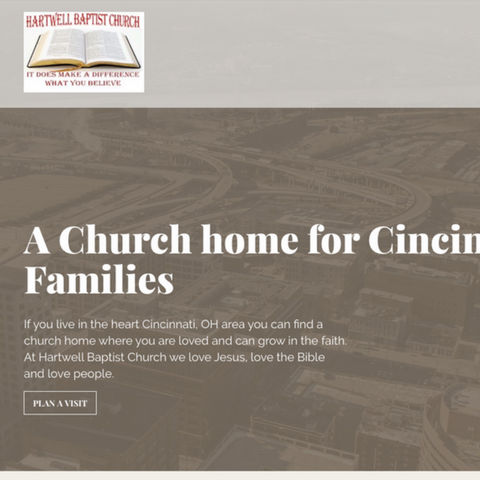 HARTWELL BAPTIST CHURCH
IT DOES MAKE A DIFFERENCE
WHAT YOU BELIEVE
A Church home for Cincin
Families
If you live in the heart Cincinnati, OH area you can find a
church home where you are loved and can grow in the faith.
At Hartwell Baptist Church we love Jesus, love the Bible
and love people.
PLAN A VISIT